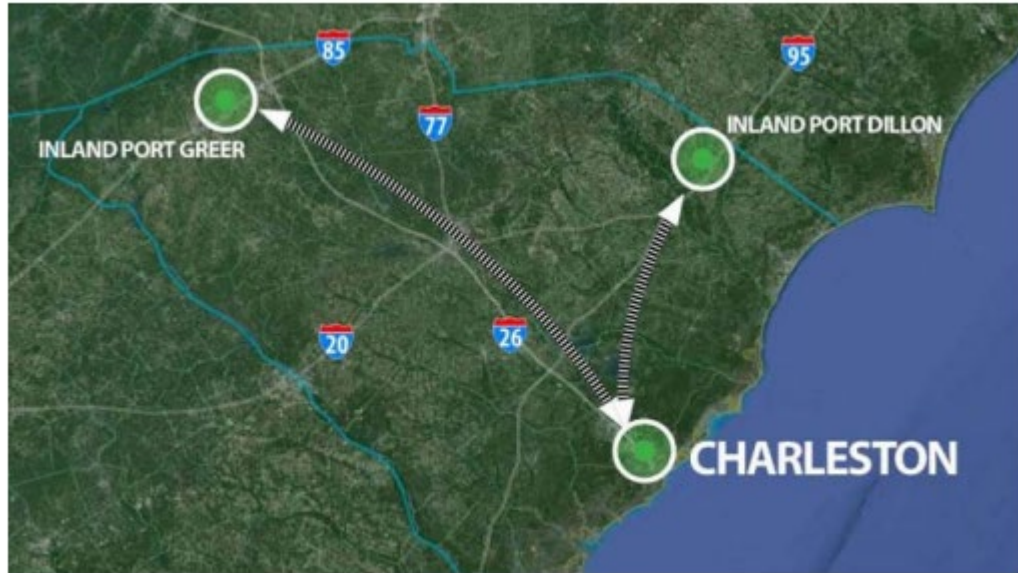 85
95
77
INLAND PORT DILLON
INLAND PORT GREER
20
26
CHARLESTON